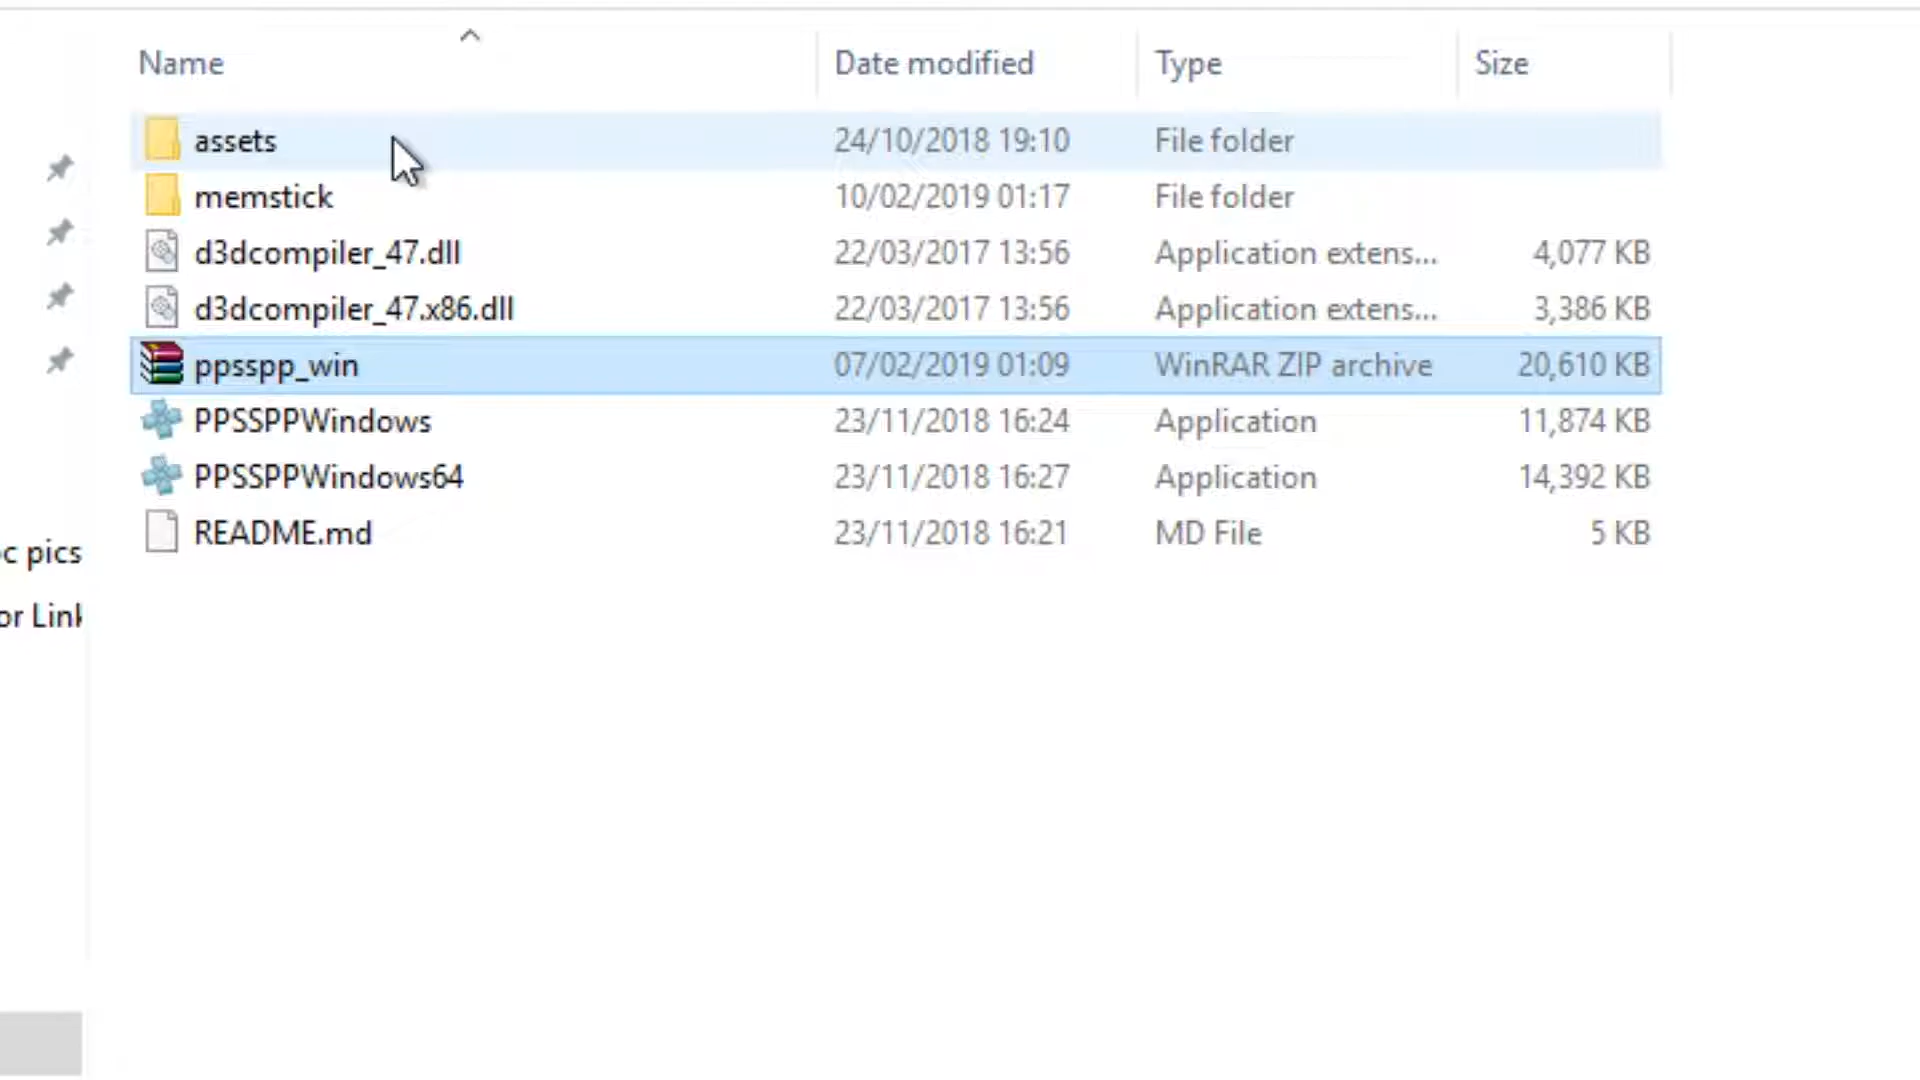 Name Date modified Type Size
assets 24/10/2018 19:10 File folder
memstick 10/02/2019 01:17 File folder
d3dcompiler_47.dll 22/03/2017 13:56 Application extens... 4,077 KB
d3dcompiler_47.x86.dll 22/03/2017 13:56 Application extens... 3,386 KB
ppsspp_win 07/02/2019 01:09 WinRAR ZIP archive 20,610 KB
PPSSPPWindows 23/11/2018 16:24 Application 11,874 KB
PPSSPPWindows64 23/11/2018 16:27 Application 14,392 KB
README.md 23/11/2018 16:21 MD File 5 KB
pics
or Link